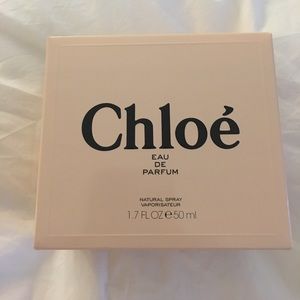 Chloé
EAU
DE
PARFUM
NATURAL SPRAY
VAPORISATEUR
1.7 FL OZ ℮ 50 ml